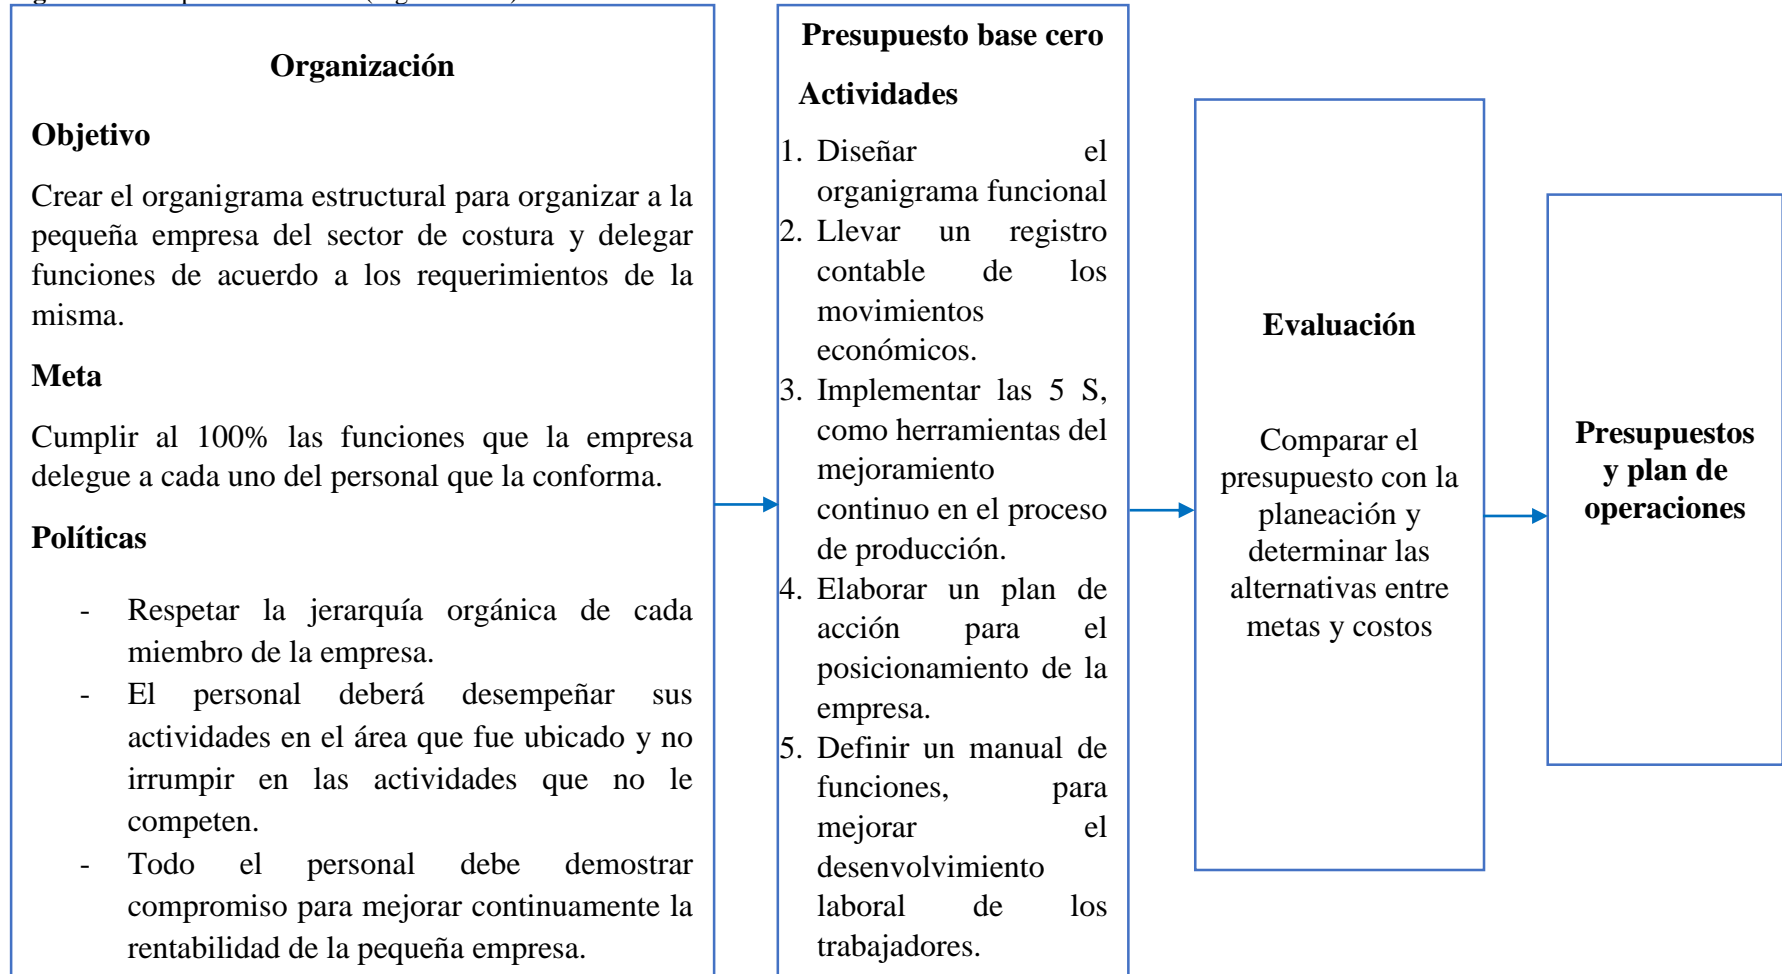 Organización
Objetivo
Crear el organigrama estructural para organizar a la
pequeña empresa del sector de costura y delegar
funciones de acuerdo a los requerimientos de la
misma.
Meta
Cumplir al 100% las funciones que la empresa
delegue a cada uno del personal que la conforma.
Políticas
- Respetar la jerarquía orgánica de cada
miembro de la empresa.
- El personal deberá desempeñar sus
actividades en el área que fue ubicado y no
irrumpir en las actividades que no le
competen.
- Todo el personal debe demostrar
compromiso para mejorar continuamente la
rentabilidad de la pequeña empresa.
Presupuesto base cero
Actividades
1. Diseñar el
organigrama funcional
2. Llevar un registro
contable de los
movimientos
económicos.
3. Implementar las 5 S,
como herramientas del
mejoramiento
continuo en el proceso
de producción.
4. Elaborar un plan de
acción para el
posicionamiento de la
empresa.
5. Definir un manual de
funciones, para
mejorar el
desenvolvimiento
laboral de los
trabajadores.
Evaluación
Comparar el
presupuesto con la
planeación y
determinar las
alternativas entre
metas y costos
Presupuestos
y plan de
operaciones